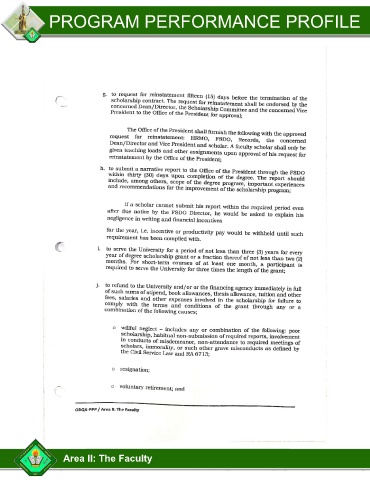 PROGRAM PERFORMANCE PROFILE
g. to request for reinstatement fifteen (15) days before the termination of the
scholarship contract. The request for reinstatement shall be endorsed by the
concerned Dean/Director, the Scholarship Committee and the concerned Vice
President to the Office of the President for approval;
The Office of the President shall furnish the following with the approved
request for reinstatement: HRMO, FSDO, Records, the concerned
Dean/Director and Vice President and scholar. A faculty scholar shall only be
given teaching loads and other assignments upon approval of his request for
reinstatement by the Office of the President;
h. to submit a narrative report to the Office of the President through the FSDO
within thirty (30) days upon completion of the degree. The report should
include, among others, scope of the degree program, important experiences
and recommendations for the improvement of the scholarship program;
If a scholar cannot submit his report within the required period even
after due notice by the FSDO Director, he would be asked to explain his
negligence in writing and financial incentives
for the year, i.e. incentive or productivity pay would be withheld until such
requirement has been complied with.
i. to serve the University for a period of not less than three (3) years for every
year of degree scholarship grant or a fraction thereof of not less than two (2)
months. For short-term courses of at least one month, a participant is
required to serve the University for three times the length of the grant;
j. to refund to the University and/or or the financing agency immediately in full
of such sums of stipend, book allowances, thesis allowance, tuition and other
fees, salaries and other expenses involved in the scholarship for failure to
comply with the terms and conditions of the grant through any or a
combination of the following causes;
o willful neglect – includes any or combination of the following: poor
scholarship, habitual non-submission of required reports, involvement
in conducts of misdemeanor, non-attendance to required meetings of
scholars, immorality, or such other grave misconducts as defined by
the Civil Service Law and RA 6713;
o resignation;
o voluntary retirement; and
ODQA-PPP / Area II: The Faculty
Area II: The Faculty